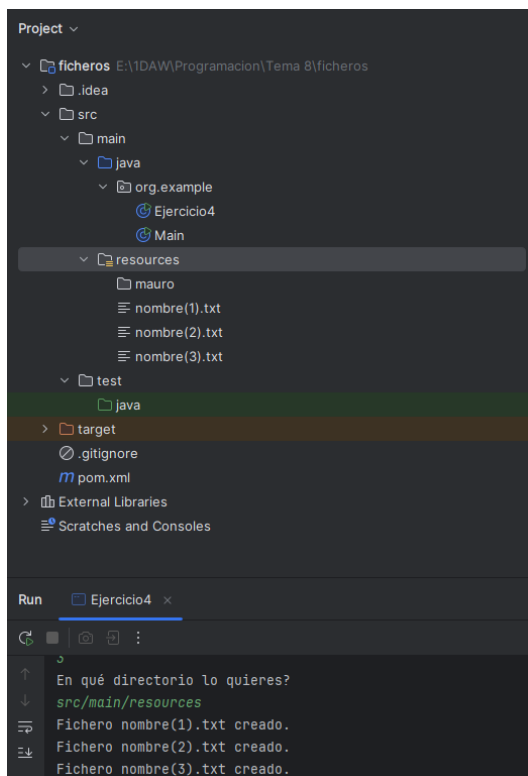 Project
ficheros E:\1DAW\Programacion\Tema 8\ficheros
.idea
src
main
java
org.example
Ejercicio4
Main
resources
mauro
nombre(1).txt
nombre(2).txt
nombre(3).txt
test
java
target
.gitignore
pom.xml
External Libraries
Scratches and Consoles
Run Ejercicio4
3
En qué directorio lo quieres?
src/main/resources
Fichero nombre(1).txt creado.
Fichero nombre(2).txt creado.
Fichero nombre(3).txt creado.